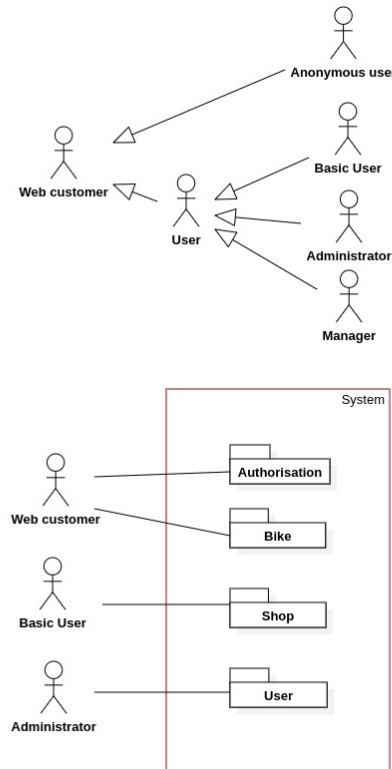 Anonymous use
Web customer
Basic User
User
Administrator
Manager
System
Authorisation
Web customer
Bike
Basic User
Shop
Administrator
User